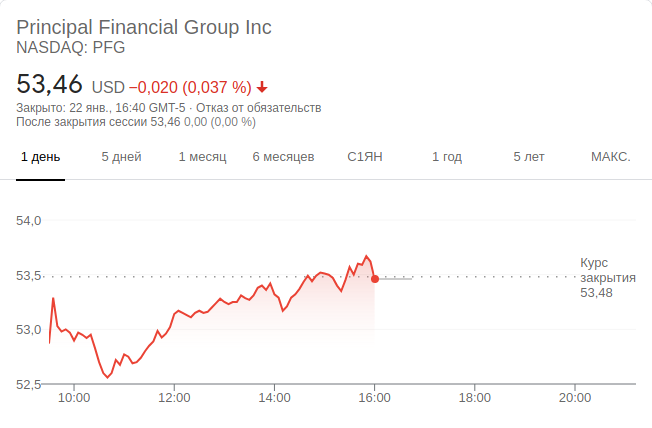 Principal Financial Group Inc
NASDAQ: PFG
53,46 USD −0,020 (0,037 %)
Закрыто: 22 янв., 16:40 GMT-5 · Отказ от обязательств
После закрытия сессии 53,46 0,00 (0,00 %)
1 день 5 дней 1 месяц 6 месяцев С1ЯН 1 год 5 лет МАКС.
54,0
53,5
53,0
52,5
Курс
закрытия
53,48
10:00 12:00 14:00 16:00 18:00 20:00